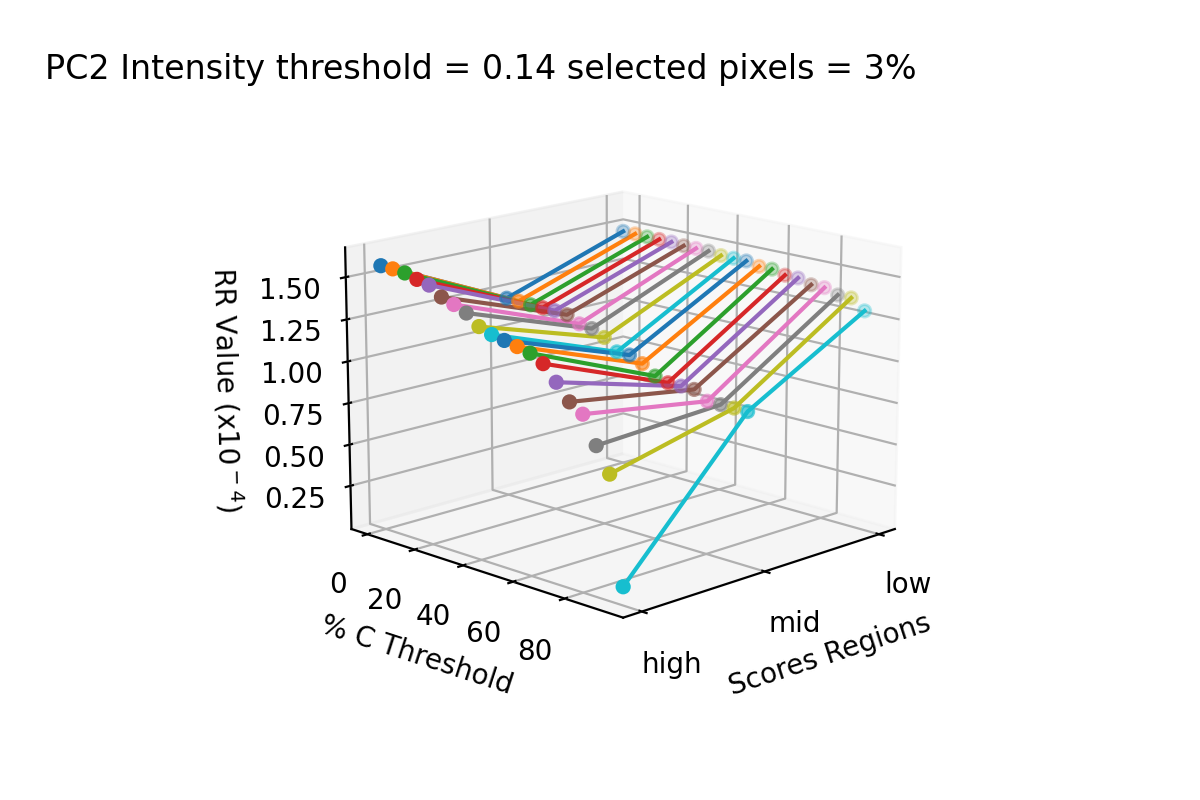 PC2 Intensity threshold = 0.14 selected pixels = 3%
RR Value (x10⁻⁴)
1.50
1.25
1.00
0.75
0.50
0.25
0
20
40
60
80
% C Threshold
high
mid
low
Scores Regions